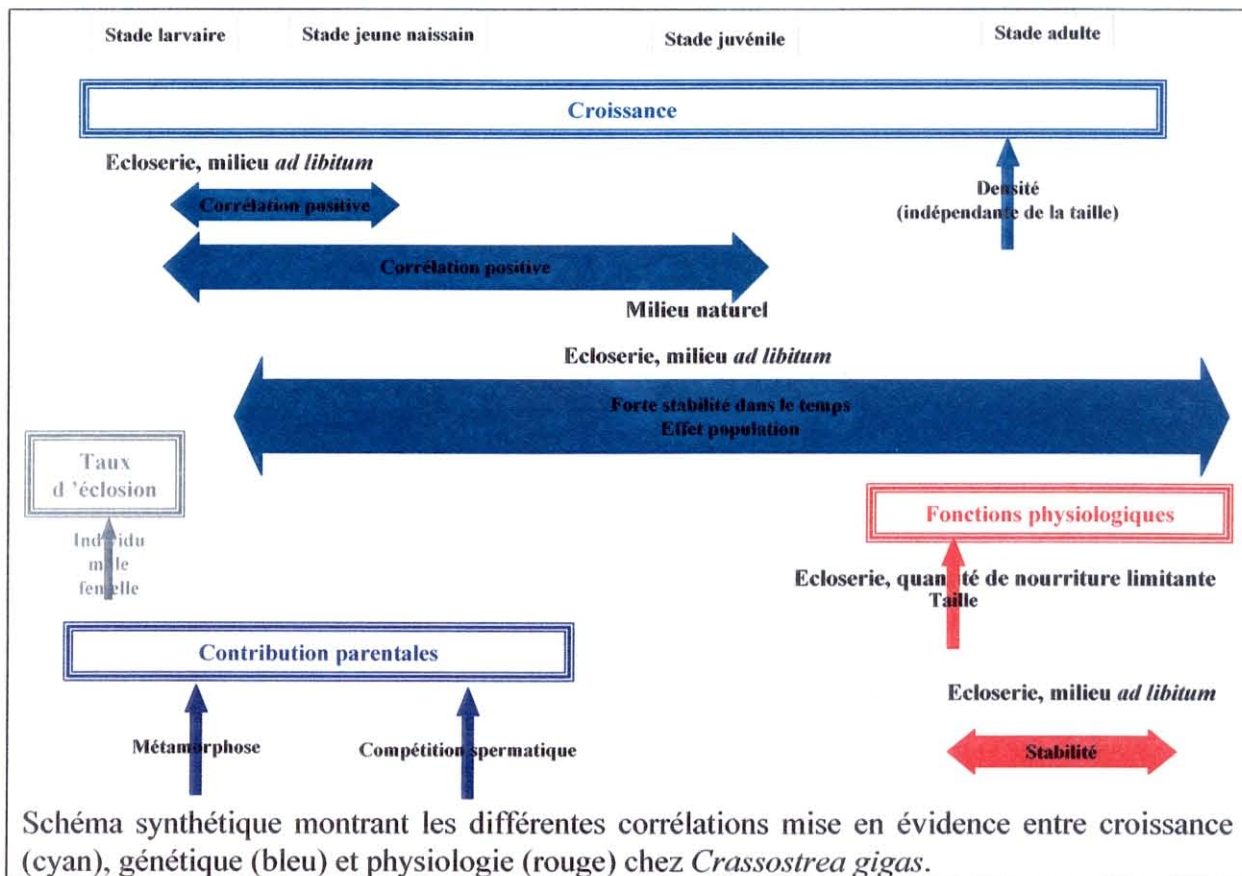 Stade larvaire
Stade jeune naissain
Stade juvénile
Stade adulte
Croissance
Ecloserie, milieu ad libitum
Corrélation positive
Densité
(indépendante de la taille)
Corrélation positive
Milieu naturel
Ecloserie, milieu ad libitum
Forte stabilité dans le temps
Effet population
Taux
d 'éclosion
Individu
mâle
femelle
Fonctions physiologiques
Ecloserie, quantité de nourriture limitante
Taille
Contribution parentales
Ecloserie, milieu ad libitum
Métamorphose
Compétition spermatique
Stabilité
Schéma synthétique montrant les différentes corrélations mise en évidence entre croissance
(cyan), génétique (bleu) et physiologie (rouge) chez Crassostrea gigas.